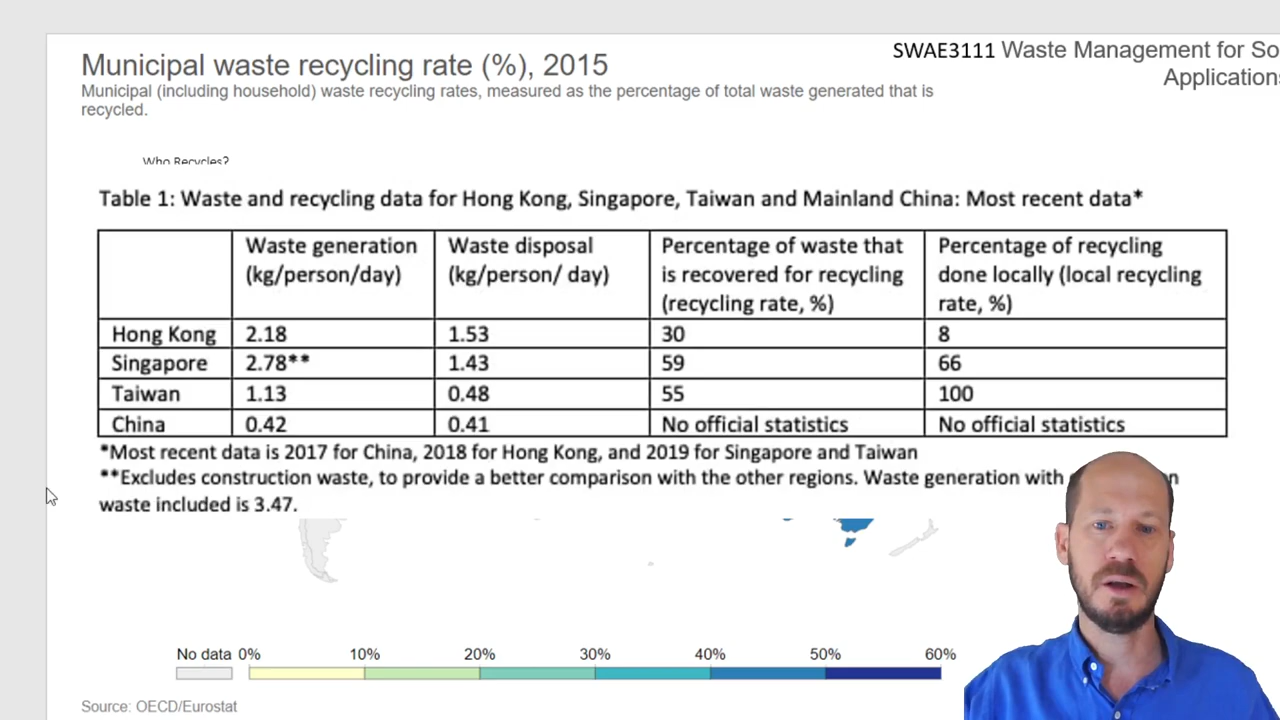 Municipal waste recycling rate (%), 2015
Municipal (including household) waste recycling rates, measured as the percentage of total waste generated that is
recycled.
SWAE3111 Waste Management for So
Applications
Who Recycles?
Table 1: Waste and recycling data for Hong Kong, Singapore, Taiwan and Mainland China: Most recent data*
Waste generation (kg/person/day) Waste disposal (kg/person/ day) Percentage of waste that is recovered for recycling (recycling rate, %) Percentage of recycling done locally (local recycling rate, %)
Hong Kong 2.18 1.53 30 8
Singapore 2.78** 1.43 59 66
Taiwan 1.13 0.48 55 100
China 0.42 0.41 No official statistics No official statistics
*Most recent data is 2017 for China, 2018 for Hong Kong, and 2019 for Singapore and Taiwan
**Excludes construction waste, to provide a better comparison with the other regions. Waste generation with
waste included is 3.47.
No data 0% 10% 20% 30% 40% 50% 60%
Source: OECD/Eurostat